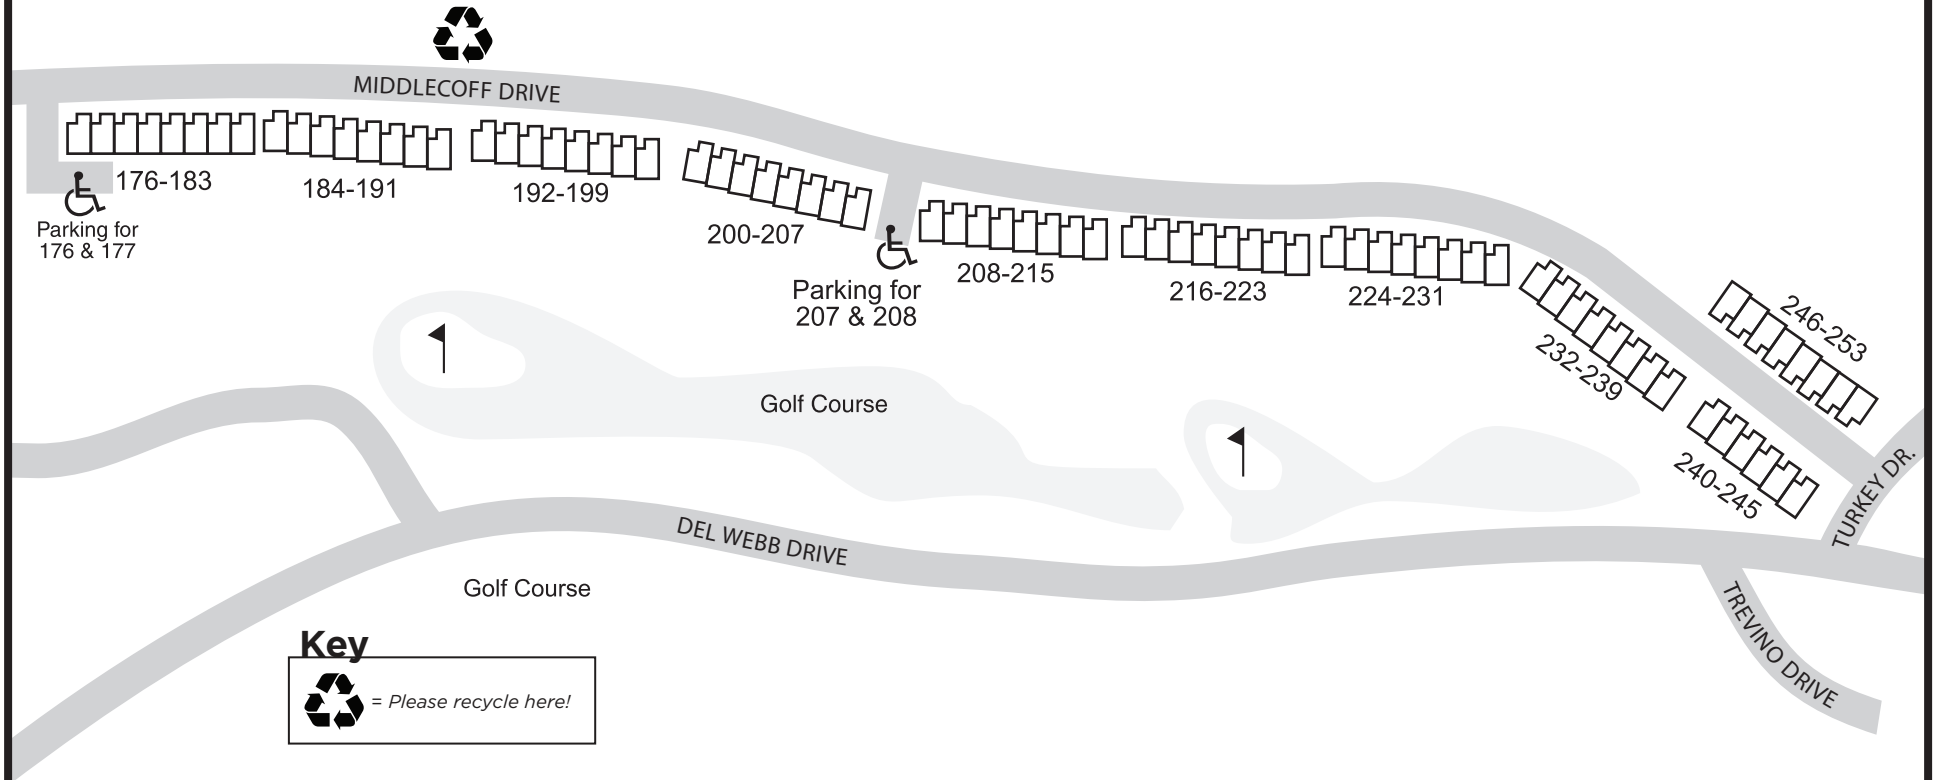 MIDDLECOFF DRIVE
176-183
184-191
192-199
200-207
208-215
216-223
224-231
232-239
246-253
240-245
Parking for
176 & 177
Parking for
207 & 208
Golf Course
TURKEY DR.
DEL WEBB DRIVE
Golf Course
TREVINO DRIVE
Key
= Please recycle here!